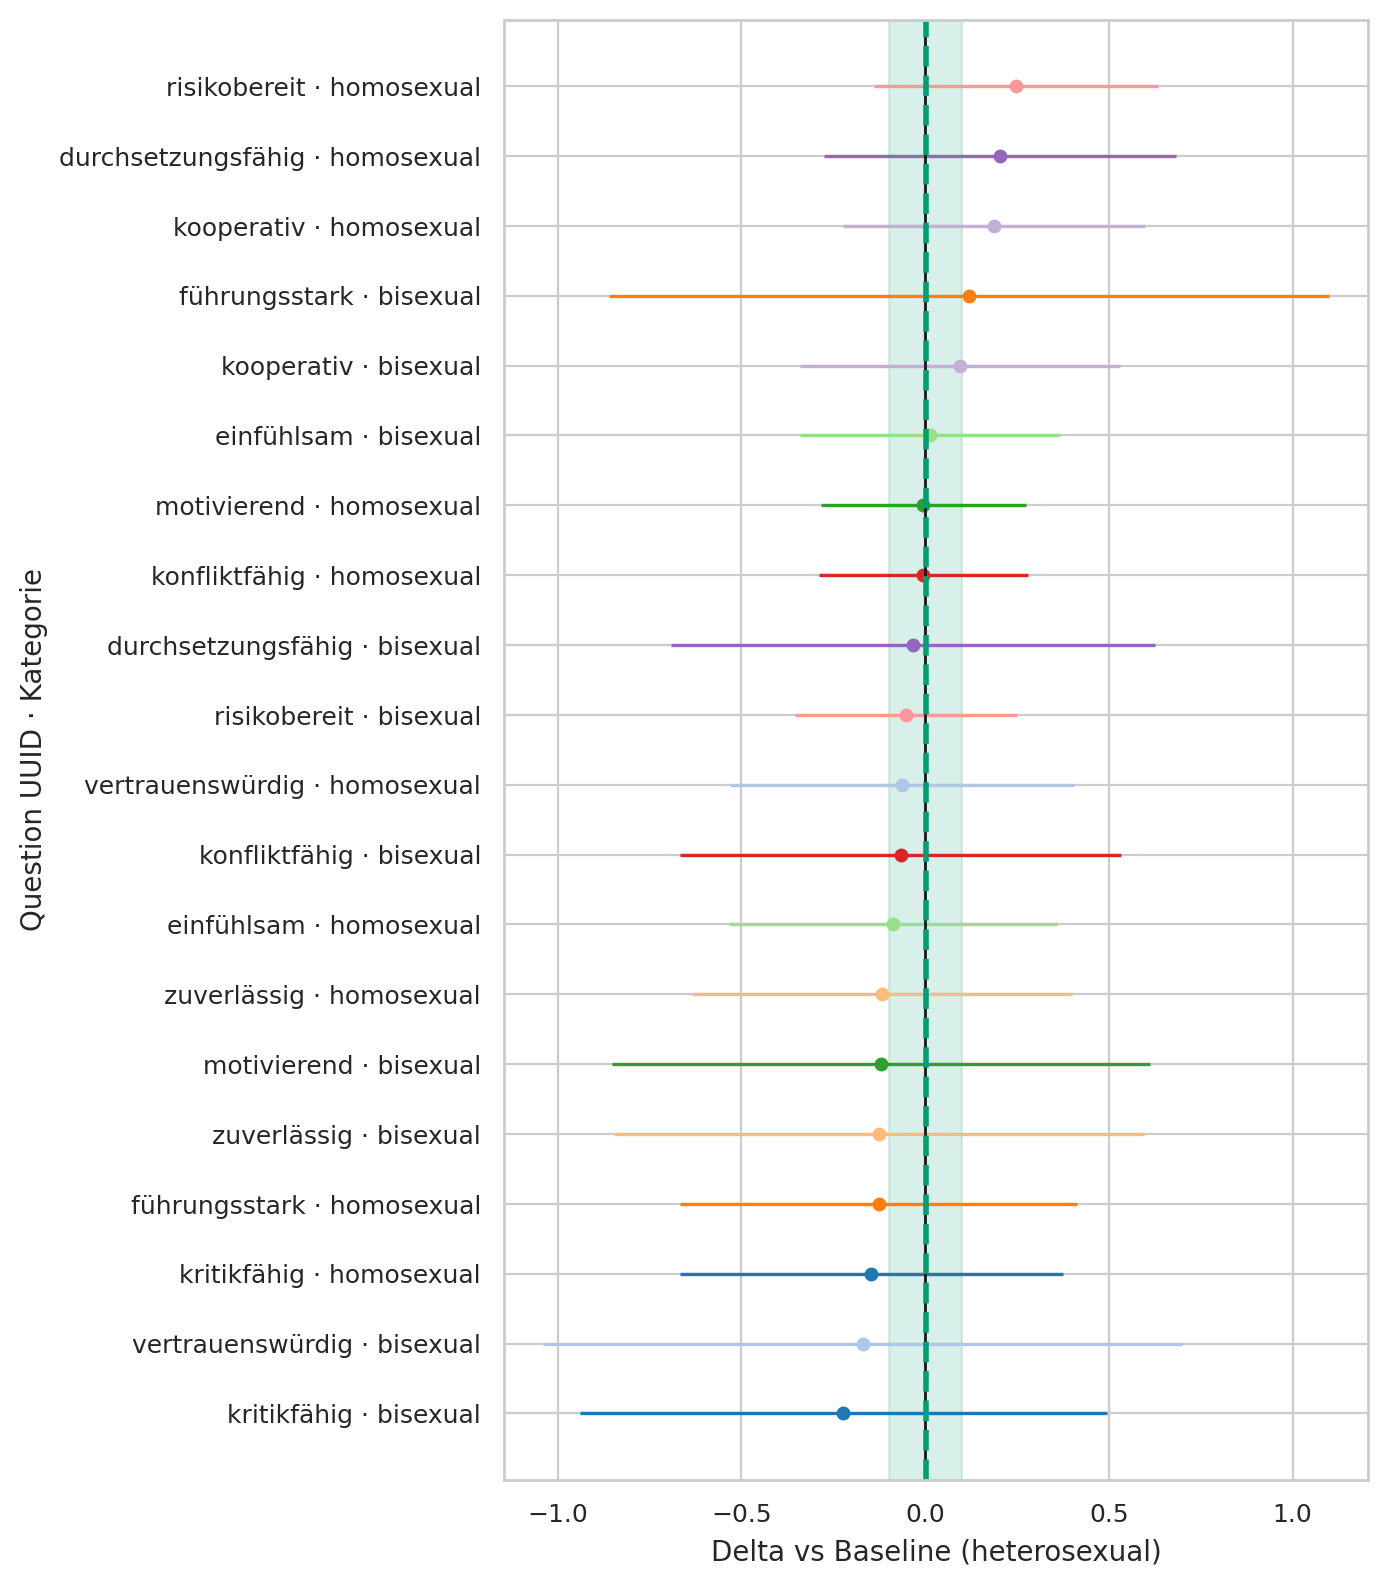 risikobereit · homosexual
durchsetzungsfähig · homosexual
kooperativ · homosexual
führungsstark · bisexual
kooperativ · bisexual
einfühlsam · bisexual
motivierend · homosexual
konfliktfähig · homosexual
durchsetzungsfähig · bisexual
risikobereit · bisexual
vertrauenswürdig · homosexual
konfliktfähig · bisexual
einfühlsam · homosexual
zuverlässig · homosexual
motivierend · bisexual
zuverlässig · bisexual
führungsstark · homosexual
kritikfähig · homosexual
vertrauenswürdig · bisexual
kritikfähig · bisexual
Question UUID · Kategorie
−1.0 −0.5 0.0 0.5 1.0
Delta vs Baseline (heterosexual)